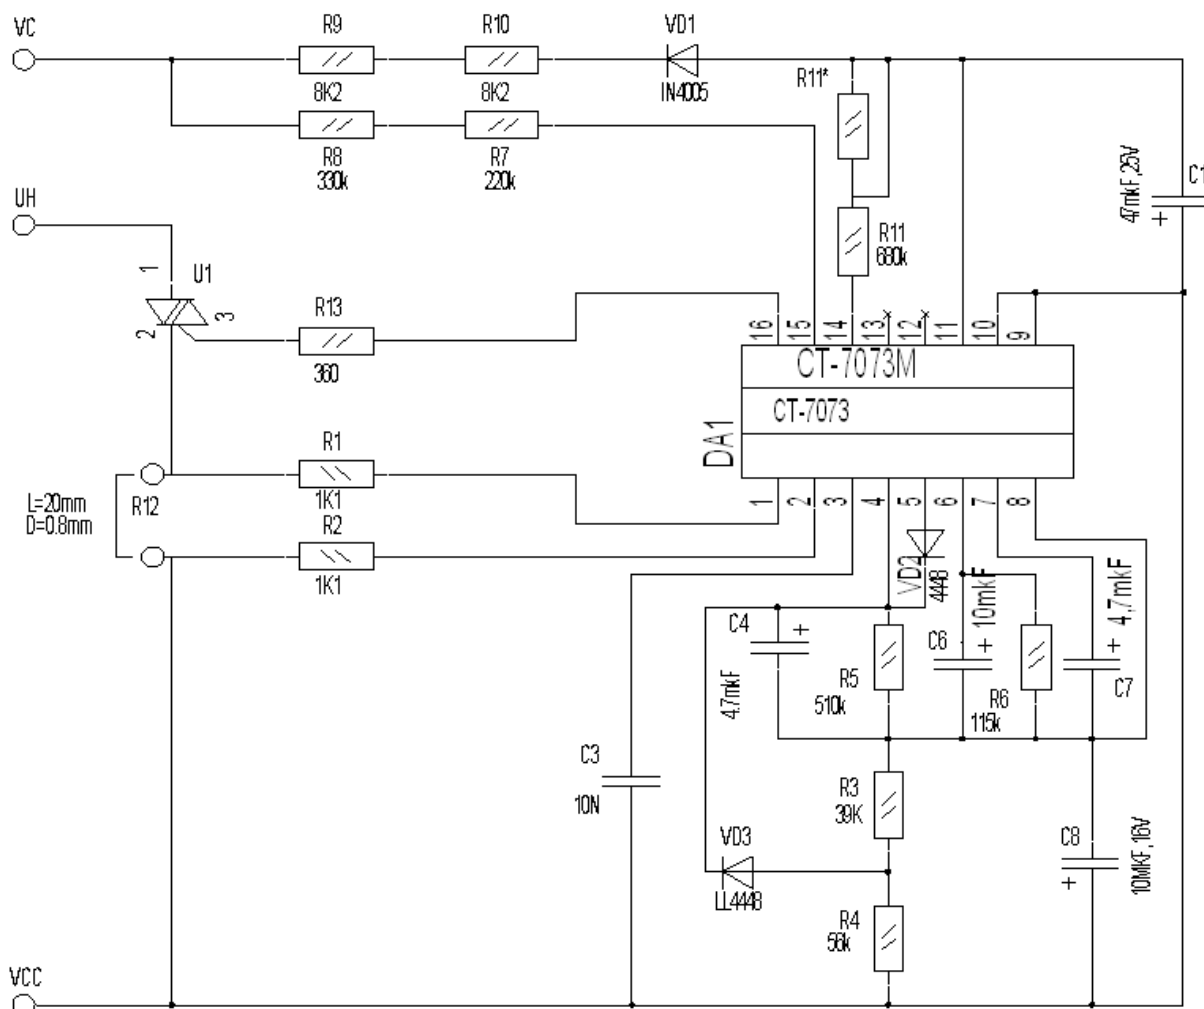 VC
R9
R10
VD1
8K2
8K2
IN4005
R11*
R8
R7
330k
220k
47mkF,25V
C1
+
UH
1
U1
R11
680k
2
3
R13
360
16
15
14
13
12
11
10
9
CT-7073M
CT-7073
DA1
R1
1K1
R12
L=20mm
D=0.8mm
R2
1K1
1
2
3
4
5
6
7
8
VD2
4448
10mkF
4,7mkF
C4
+
4.7mkF
R5
510k
C6
+
R6
115k
+
C7
C3
10N
R3
39K
VD3
LL4448
C8
+
10MKF,16V
R4
56k
VCC